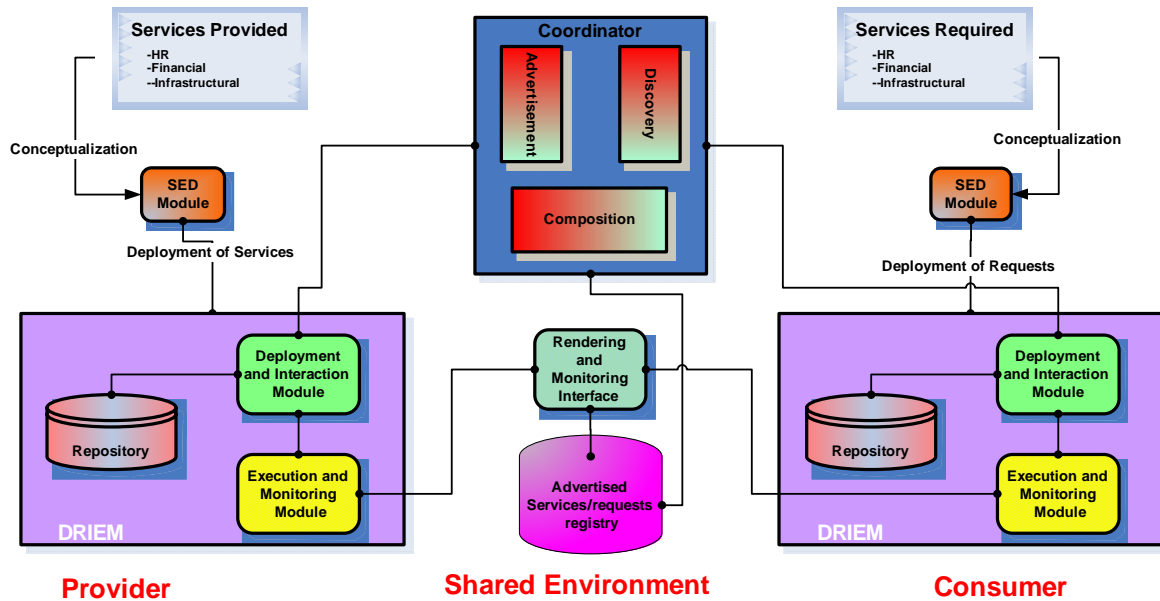 Services Provided
-HR
-Financial
--Infrastructural
Conceptualization
SED
Module
Deployment of Services
Coordinator
Advertisement
Discovery
Composition
Services Required
-HR
-Financial
--Infrastructural
Conceptualization
SED
Module
Deployment of Requests
Deployment
and Interaction
Module
Repository
Execution and
Monitoring
Module
DRIEM
Rendering
and
Monitoring
Interface
Advertised
Services/requests
registry
Deployment
and Interaction
Module
Repository
Execution and
Monitoring
Module
DRIEM
Provider
Shared Environment
Consumer